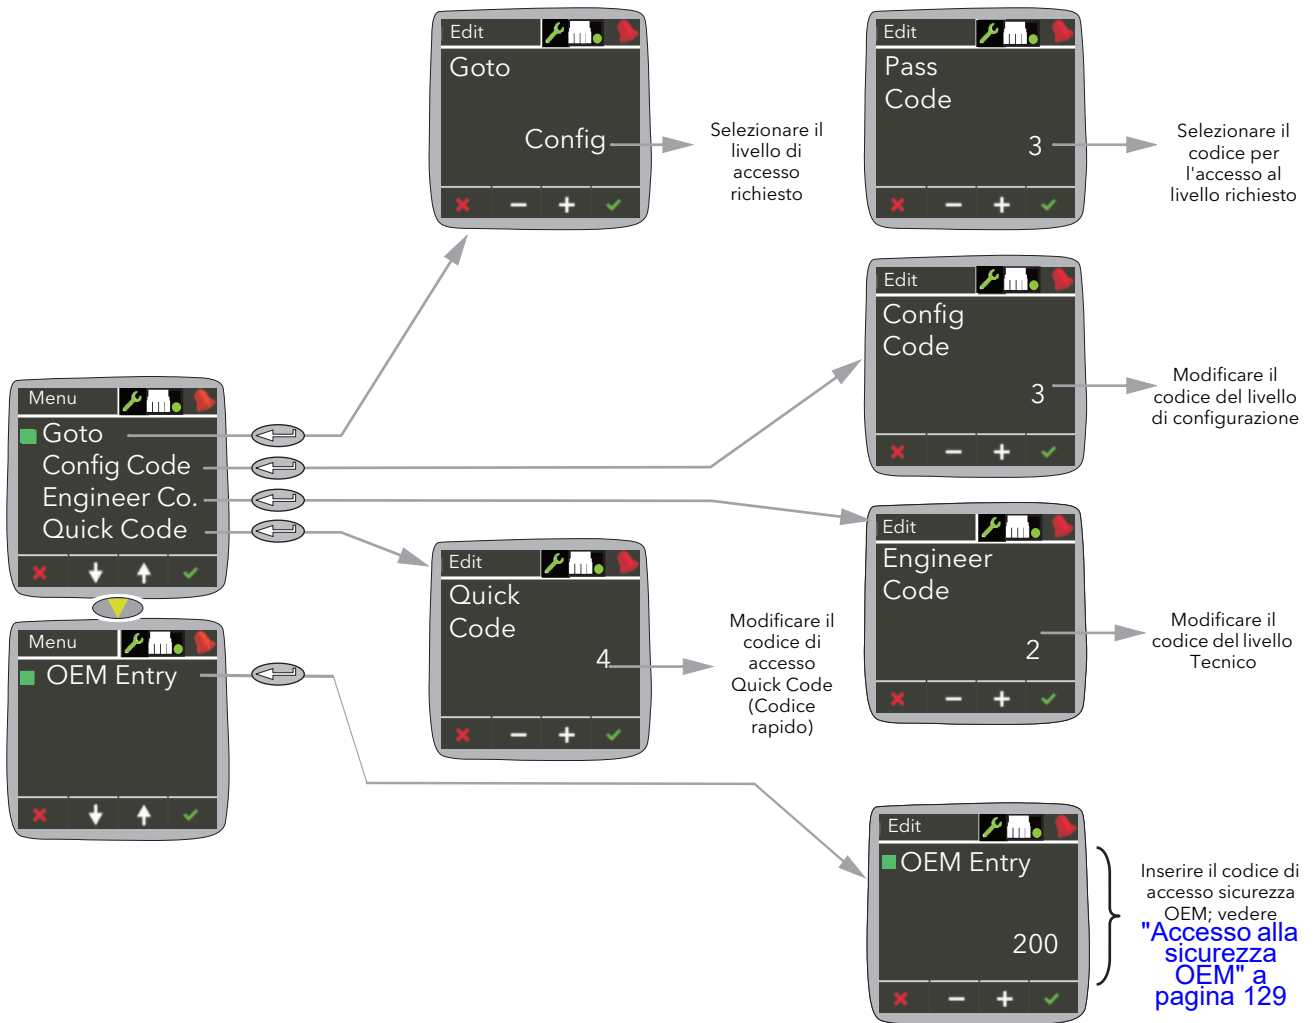 Edit
Goto
Config
Selezionare il
livello di
accesso
richiesto
Edit
Pass
Code
3
Selezionare il
codice per
l'accesso al
livello richiesto
Edit
Config
Code
3
Modificare il
codice del livello
di configurazione
Menu
Goto
Config Code
Engineer Co.
Quick Code
Edit
Quick
Code
4
Modificare il
codice di
accesso
Quick Code
(Codice
rapido)
Edit
Engineer
Code
2
Modificare il
codice del livello
Tecnico
Menu
OEM Entry
Edit
OEM Entry
200
Inserire il codice di
accesso sicurezza
OEM; vedere
"Accesso alla
sicurezza
OEM" a
pagina 129